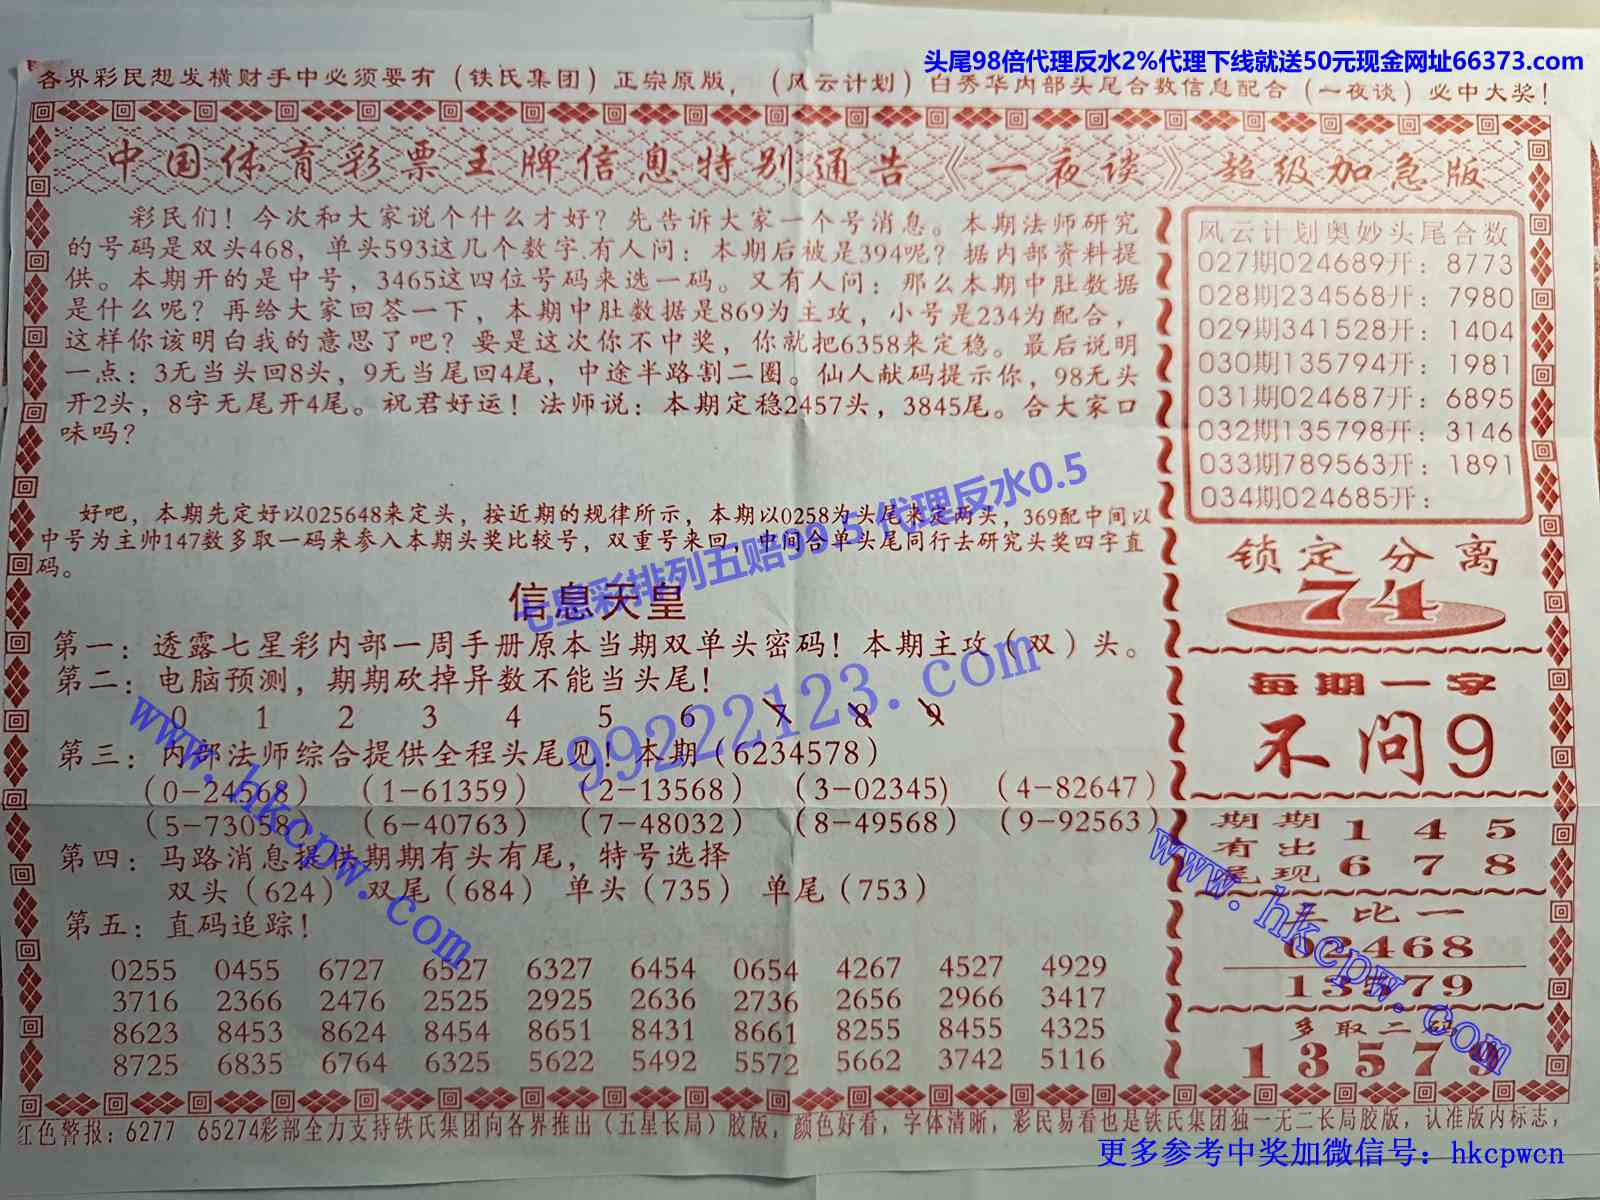 头尾98倍代理反水2%代理下线就送50元现金网址66373.com
各界彩民想发横财手中必须要有（铁氏集团）正宗原版，（风云计划）白秀华内部头尾合数信息配合（一夜谈）必中大奖！
中国体育彩票王牌信息特别通告《一夜谈》超级加急版
彩民们！今次和大家说个什么才好？先告诉大家一个号消息。本期法师研究
的号码是双头468，单头593这几个数字.有人问：本期后被是394呢？据内部资料提
供。本期开的是中号，3465这四位号码来选一码。又有人问：那么本期中肚数据
是什么呢？再给大家回答一下，本期中肚数据是869为主攻，小号是234为配合，
这样你该明白我的意思了吧？要是这次你不中奖，你就把6358来定稳。最后说明
一点：3无当头回8头，9无当尾回4尾，中途半路割二圈。仙人献码提示你，98无头
开2头，8字无尾开4尾。祝君好运！法师说：本期定稳2457头，3845尾。合大家口
味吗？
好吧，本期先定好以025648来定头，按近期的规律所示，本期以0258为头尾来定两头，369配中间以
中号为主帅147数多取一码来参入本期头奖比较号，双重号来回，中间合单头尾同行去研究头奖四字直
码。
七星彩排列五赔99.5 代理反水0.5
信息天皇
第一：透露七星彩内部一周手册原本当期双单头密码！本期主攻（双）头。
第二：电脑预测，期期砍掉异数不能当头尾！
0 1 2 3 4 5 6 7 8 9
99222123.com
www.hkcpw.com
第三：内部法师综合提供全程头尾见！本期（6234578）
（0-24568） （1-61359） （2-13568） （3-02345） （4-82647）
（5-73058） （6-40763） （7-48032） （8-49568） （9-92563）
第四：马路消息提供期期有头有尾，特号选择
双头（624） 双尾（684） 单头（735） 单尾（753）
第五：直码追踪！
0255 0455 6727 6527 6327 6454 0654 4267 4527 4929
3716 2366 2476 2525 2925 2636 2736 2656 2966 3417
8623 8453 8624 8454 8651 8431 8661 8255 8455 4325
8725 6835 6764 6325 5622 5492 5572 5662 3742 5116
风云计划奥妙头尾合数
027期024689开：8773
028期234568开：7980
029期341528开：1404
030期135794开：1981
031期024687开：6895
032期135798开：3146
033期789563开：1891
034期024685开：
锁定分离
74
每期一字
不问9
期期 1 4 5
有出
尾现 6 7 8
www.hkcpw.com
三比一
02468
13579
多取二码
13579
红色警报：6277 65274彩部全力支持铁氏集团向各界推出（五星长局）胶版，颜色好看，字体清晰，彩民易看也是铁氏集团独一无二长局胶版，认准版内标志，
更多参考中奖加微信号：hkcpwcn